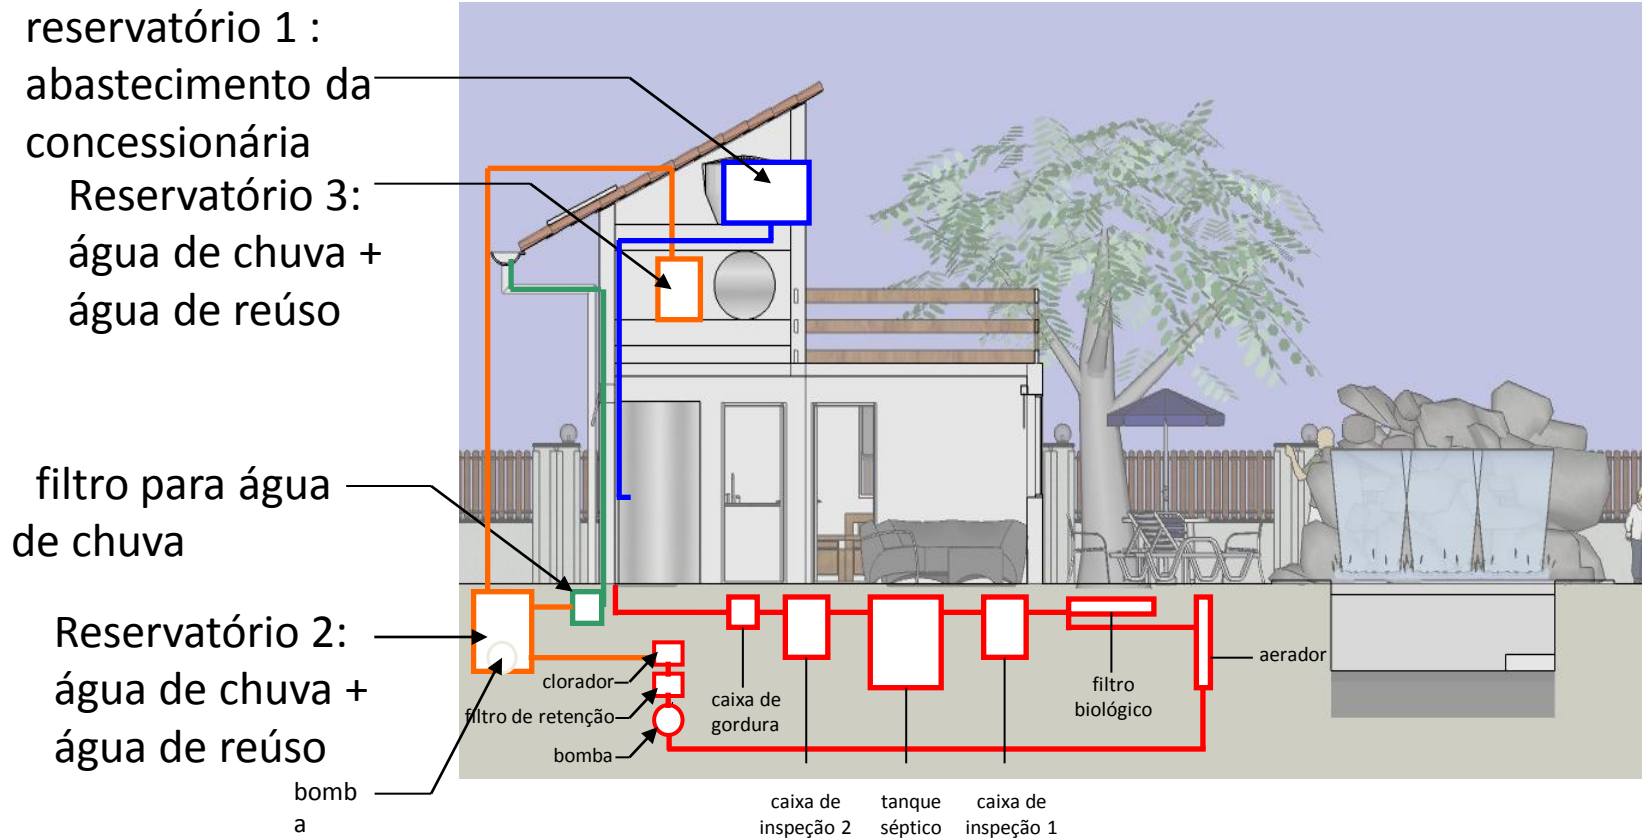 reservatório 1 :
abastecimento da
concessionária
Reservatório 3:
água de chuva +
água de reúso
filtro para água
de chuva
Reservatório 2:
água de chuva +
água de reúso
bomb
a
clorador
filtro de retenção
bomba
caixa de
gordura
caixa de
inspeção 2
tanque
séptico
caixa de
inspeção 1
filtro
biológico
aerador